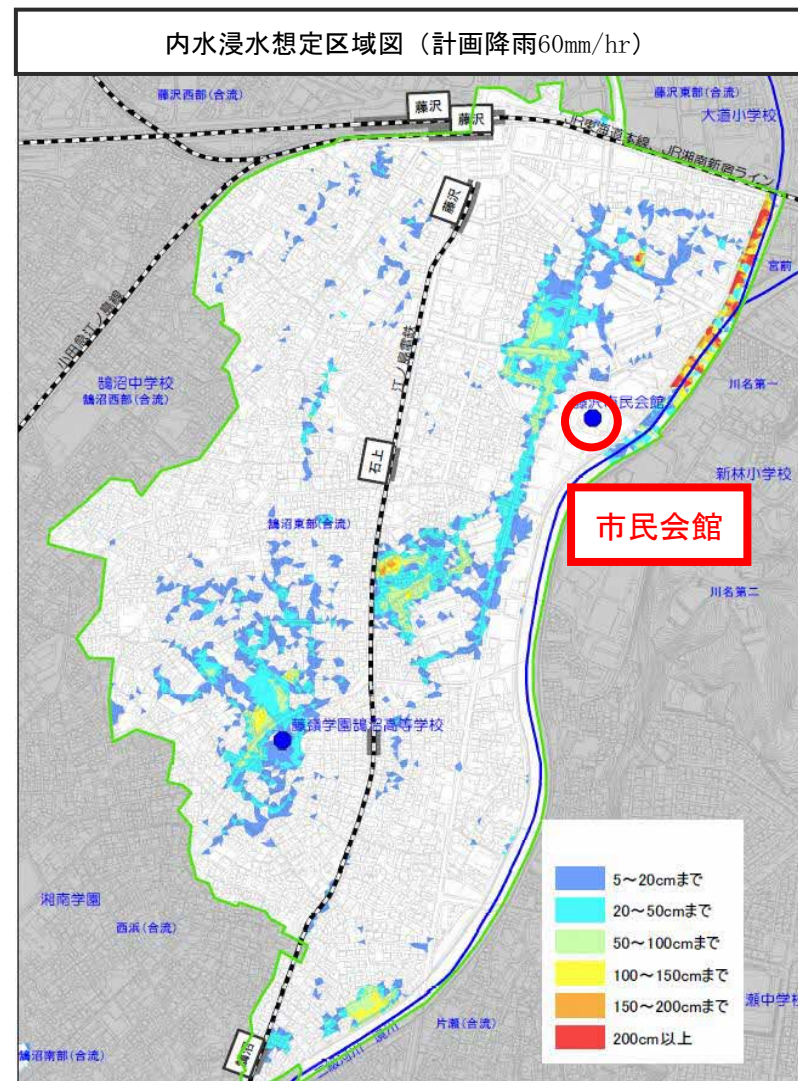 内水浸水想定区域図（計画降雨60mm/hr）
藤沢西部(合流)
藤沢
藤沢
藤沢東部(合流)
大道小学校
JR東海道本線、JR湘南新宿ライン
藤沢
宮前
小田急江ノ島線
江ノ島電鉄
鵠沼中学校
鵠沼西部(合流)
川名第一
藤沢市民会館
石上
新林小学校
市民会館
鵠沼東部(合流)
川名第二
藤嶺学園鵠沼高等学校
湘南学園
西浜(合流)
5～20cmまで
20～50cmまで
50～100cmまで
100～150cmまで
150～200cmまで
200cm以上
瀬中学校
片瀬(合流)
鵠沼
鵠沼南部(合流)